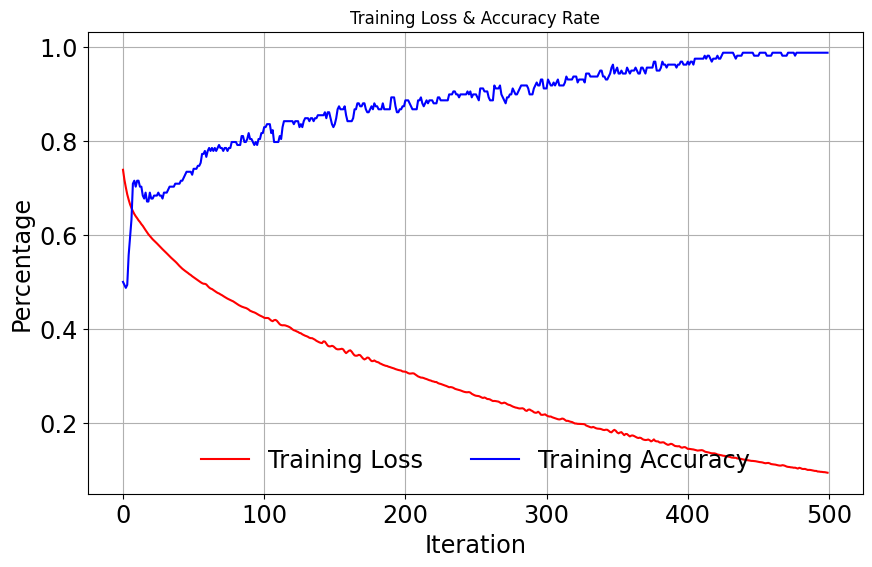 Training Loss & Accuracy Rate
1.0
0.8
0.6
0.4
0.2
Percentage
Training Loss
Training Accuracy
0 100 200 300 400 500
Iteration